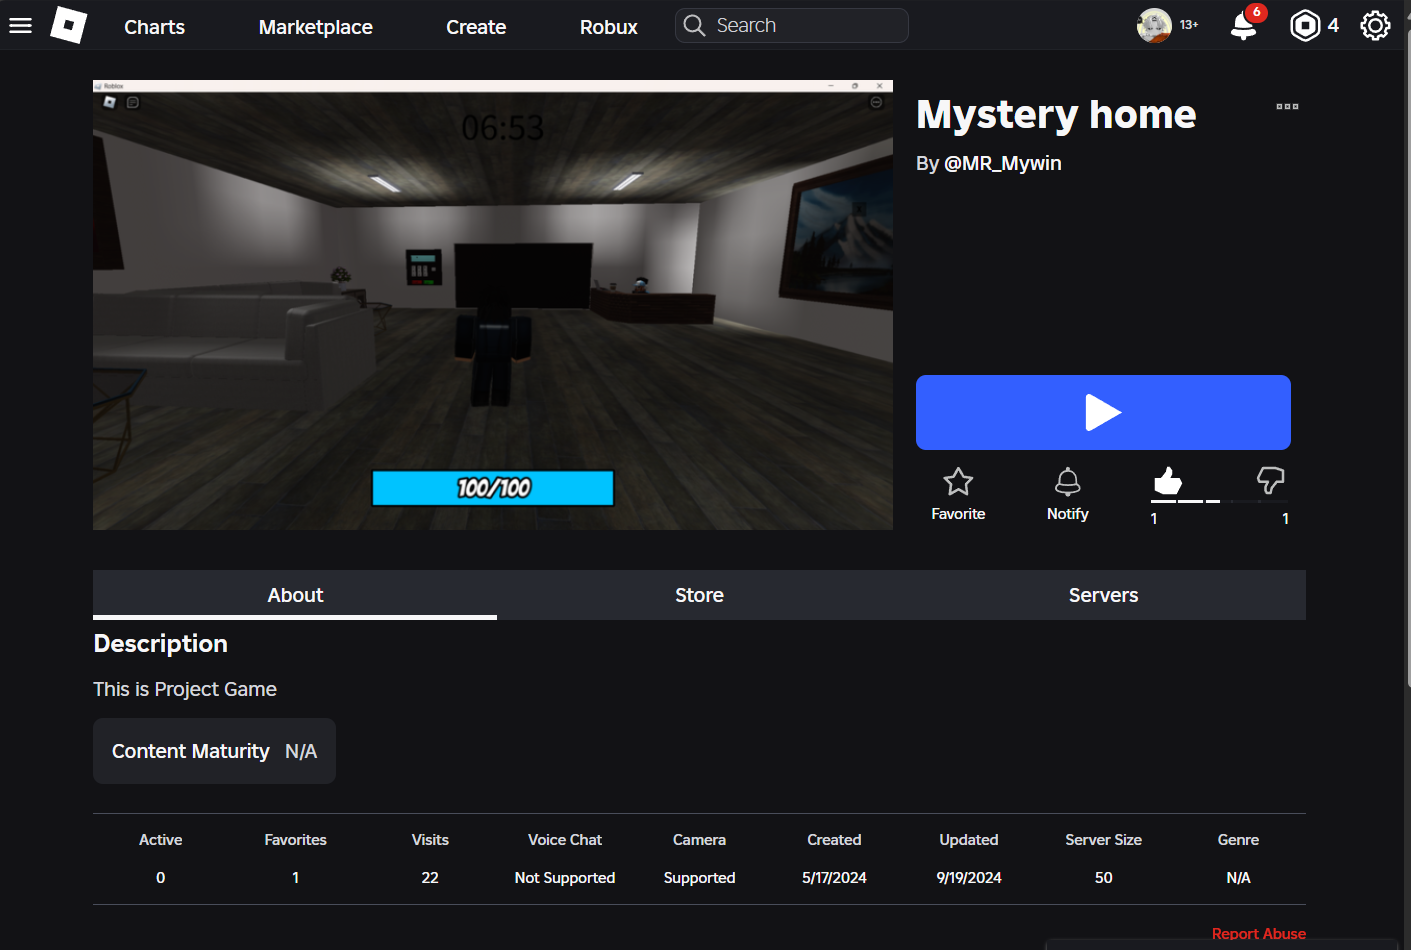 Charts Marketplace Create Robux Search 13+ 6 4
Roblox
06:53
100/100
Mystery home
By @MR_Mywin
Favorite Notify 1 1
About Store Servers
Description
This is Project Game
Content Maturity N/A
Active Favorites Visits Voice Chat Camera Created Updated Server Size Genre
0 1 22 Not Supported Supported 5/17/2024 9/19/2024 50 N/A
Report Abuse